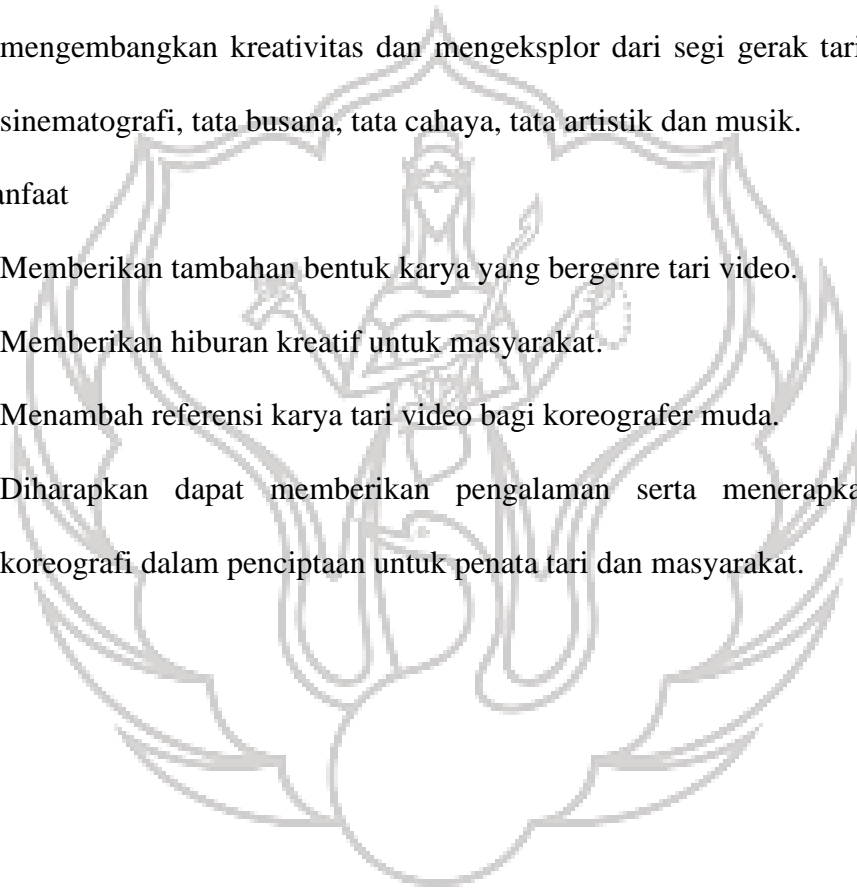 mengembangkan kreativitas dan mengeksplor dari segi gerak tari
sinematografi, tata busana, tata cahaya, tata artistik dan musik.
anfaat
Memberikan tambahan bentuk karya yang bergenre tari video.
Memberikan hiburan kreatif untuk masyarakat.
Menambah referensi karya tari video bagi koreografer muda.
Diharapkan dapat memberikan pengalaman serta menerapka
koreografi dalam penciptaan untuk penata tari dan masyarakat.